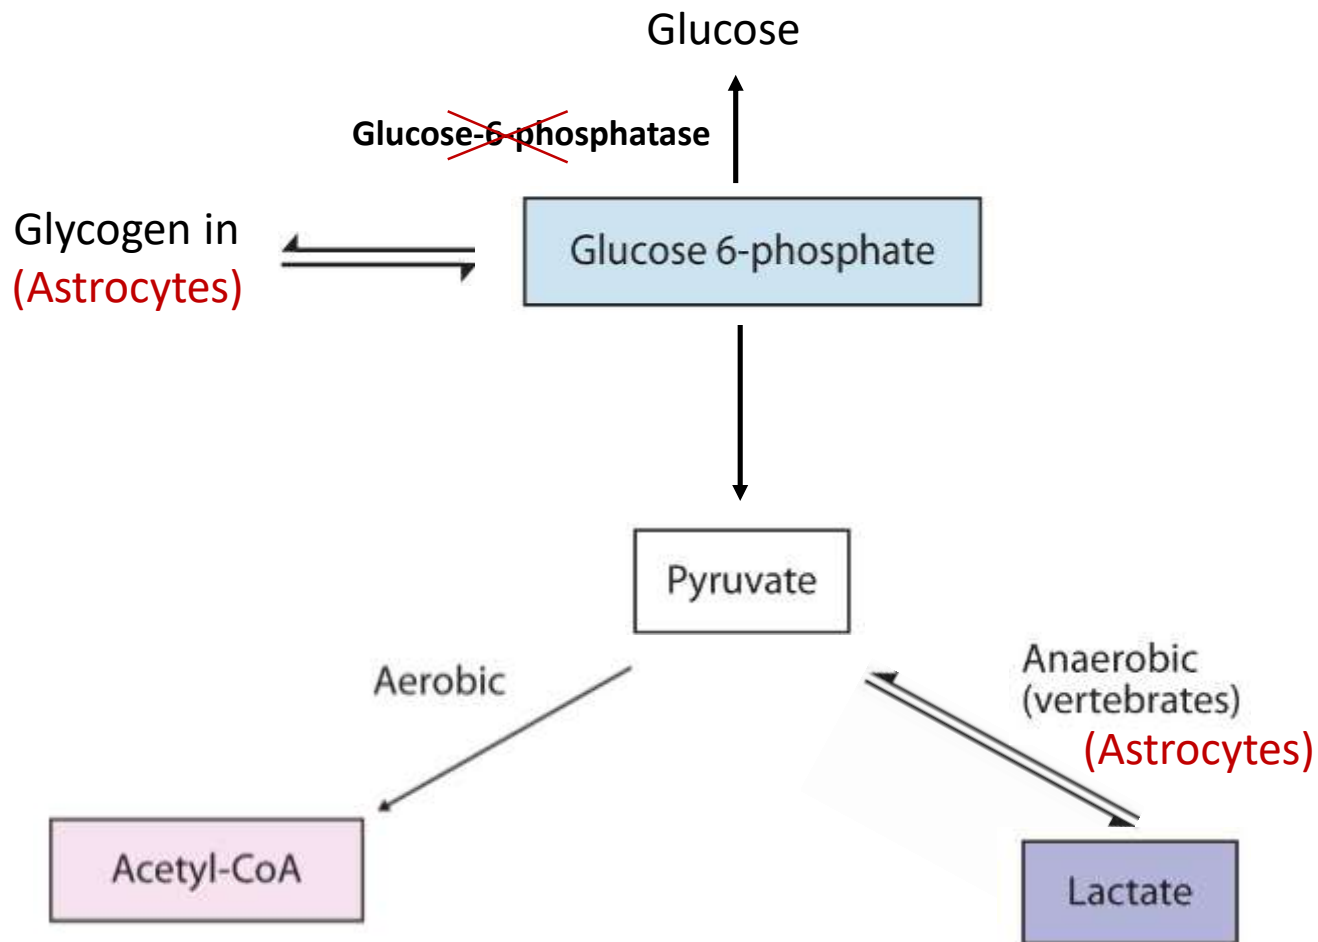 Glucose
Glucose-6-phosphatase
Glycogen in
(Astrocytes)
Glucose 6-phosphate
Pyruvate
Aerobic
Anaerobic
(vertebrates)
(Astrocytes)
Acetyl-CoA
Lactate